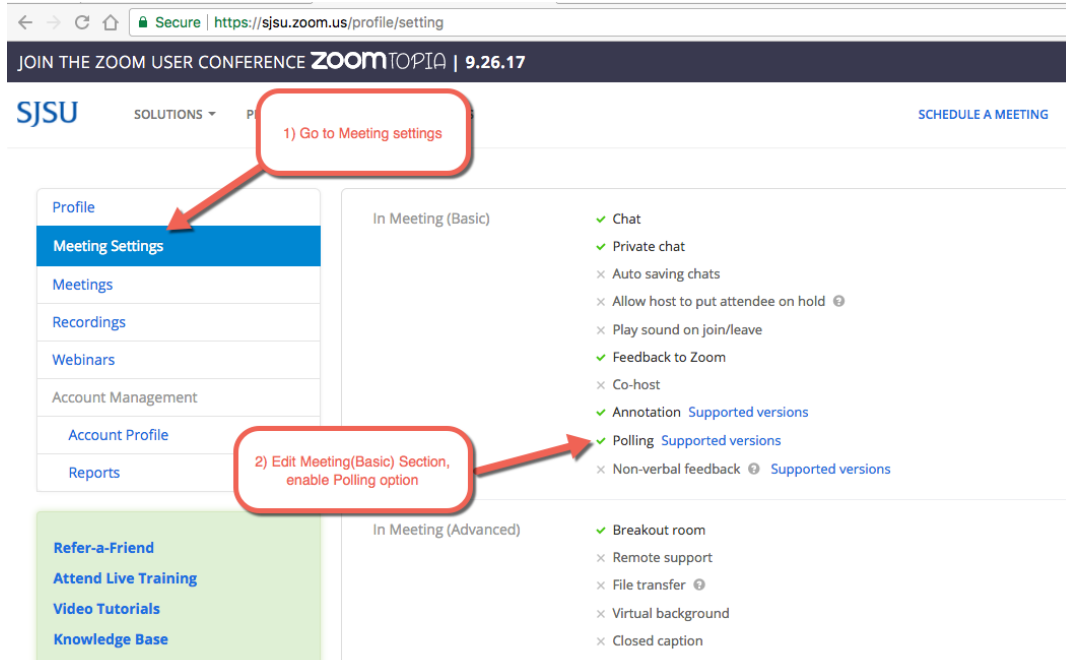 Secure | https://sjsu.zoom.us/profile/setting
JOIN THE ZOOM USER CONFERENCE ZOOMTOPIA | 9.26.17
SJSU
SOLUTIONS
SCHEDULE A MEETING
1) Go to Meeting settings
Profile
Meeting Settings
Meetings
Recordings
Webinars
Account Management
Account Profile
Reports
In Meeting (Basic)
Chat
Private chat
Auto saving chats
Allow host to put attendee on hold
Play sound on join/leave
Feedback to Zoom
Co-host
Annotation Supported versions
Polling Supported versions
Non-verbal feedback Supported versions
2) Edit Meeting(Basic) Section,
enable Polling option
In Meeting (Advanced)
Breakout room
Remote support
File transfer
Virtual background
Closed caption
Refer-a-Friend
Attend Live Training
Video Tutorials
Knowledge Base